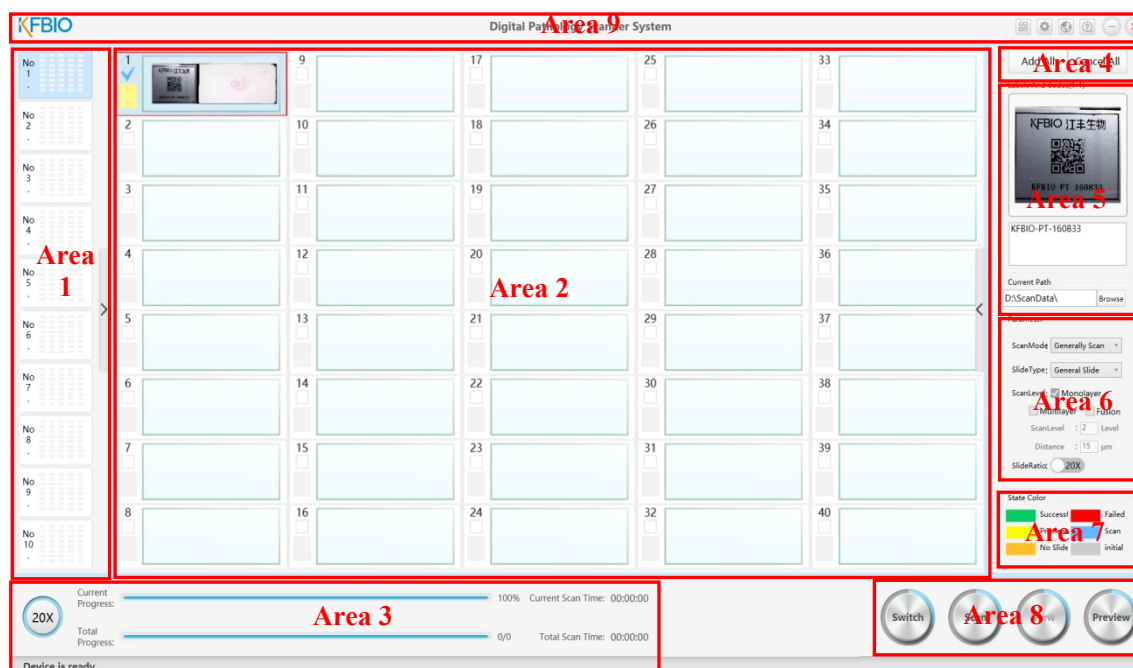 KFBIO
Digital Pathology Scanner System
Area 9
No
1
No
2
No
3
No
4
No
5
No
6
No
7
No
8
No
9
No
10
Area
1
1
2
3
4
5
6
7
8
9
10
11
12
13
14
15
16
17
18
19
20
21
22
23
24
25
26
27
28
29
30
31
32
33
34
35
36
37
38
39
40
Area 2
Area 4
Add All
Cancel All
KFBIO 江丰生物
KFBIO-PT-160833
Area 5
KFBIO-PT-160833
Current Path
D:\ScanData\ Browse
Parameter
ScanMode Generally Scan
SlideType: General Slide
ScanLevel: Monolayer
Multilayer Fusion
Area 6
ScanLevel : 2 Level
Distance : 15 μm
SlideRatio: 20X
State Color
Failed
Scan
No Slide initial
Area 7
20X
Current
Progress:
100% Current Scan Time: 00:00:00
Total
Progress:
0/0 Total Scan Time: 00:00:00
Area 3
Device is ready
Switch
Preview
Area 8